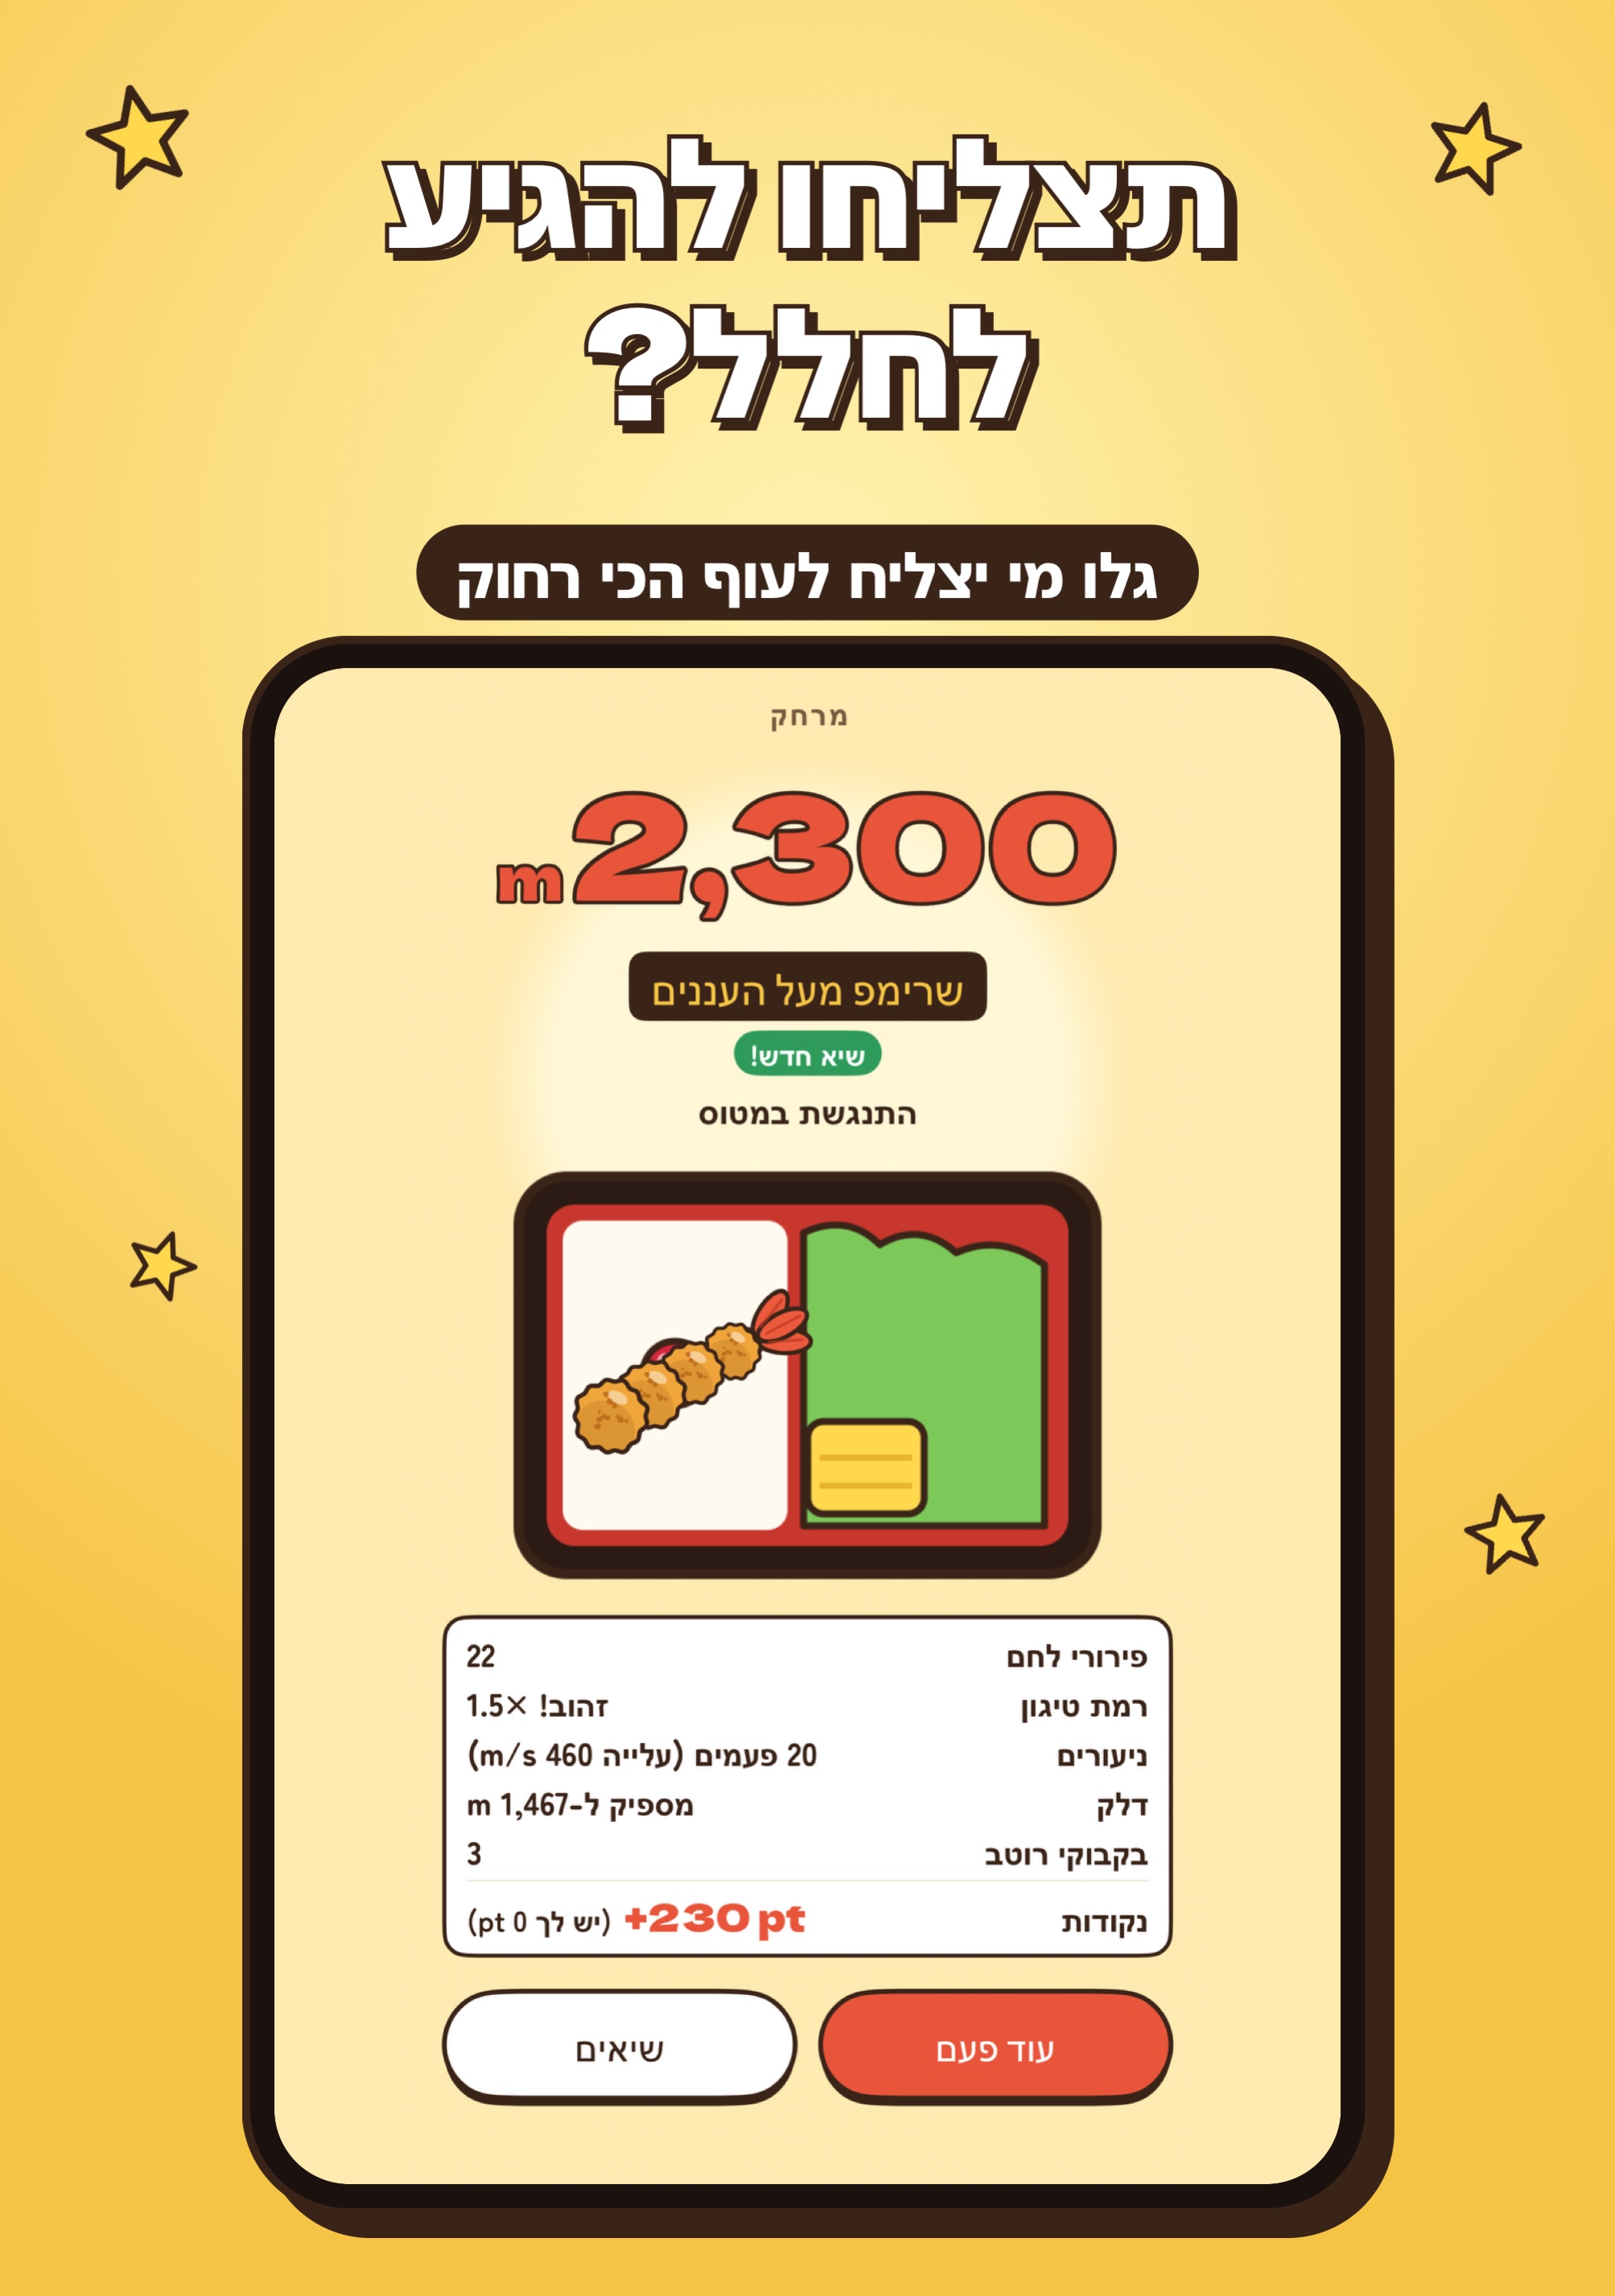 תצליחו להגיע
לחלל?
גלו מי יצליח לעוף הכי רחוק
מרחק
2,300 m
שרימפ מעל העננים
שיא חדש!
התנגשת במטוס
פירורי לחם 22
רמת טיגון זהוב! ×1.5
ניעורים 20 פעמים (עלייה 460 m/s)
דלק מספיק ל-1,467 m
בקבוקי רוטב 3
נקודות +230 pt (יש לך 0 pt)
עוד פעם שיאים